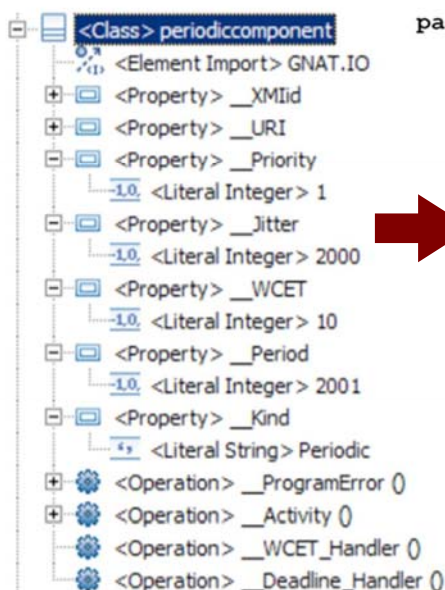 <Class> periodiccomponent
pa
<Element Import> GNAT.IO
<Property> __XMIid
<Property> __URI
<Property> __Priority
<Literal Integer> 1
<Property> __Jitter
<Literal Integer> 2000
<Property> __WCET
<Literal Integer> 10
<Property> __Period
<Literal Integer> 2001
<Property> __Kind
<Literal String> Periodic
<Operation> __ProgramError ()
<Operation> __Activity ()
<Operation> __WCET_Handler ()
<Operation> __Deadline_Handler ()